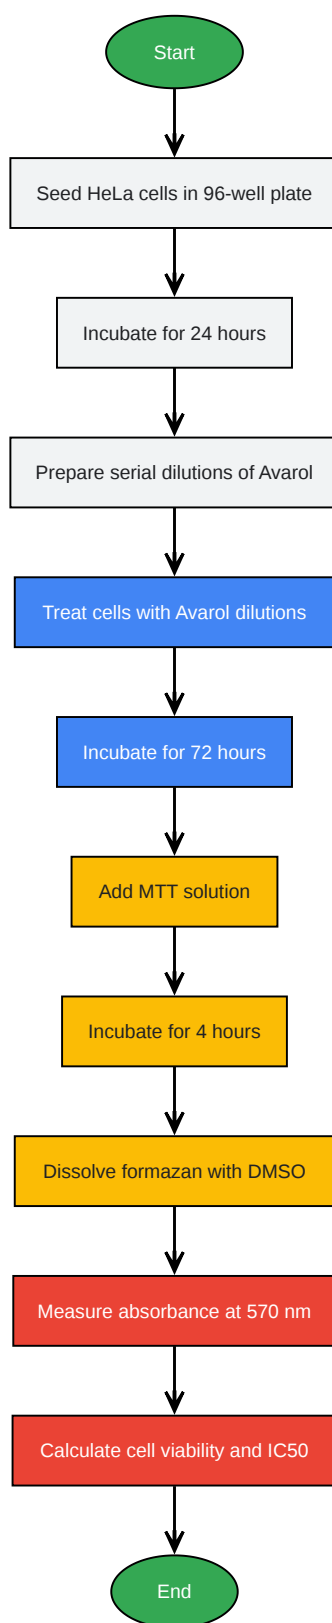 Start
Seed HeLa cells in 96-well plate
Incubate for 24 hours
Prepare serial dilutions of Avarol
Treat cells with Avarol dilutions
Incubate for 72 hours
Add MTT solution
Incubate for 4 hours
Dissolve formazan with DMSO
Measure absorbance at 570 nm
Calculate cell viability and IC50
End